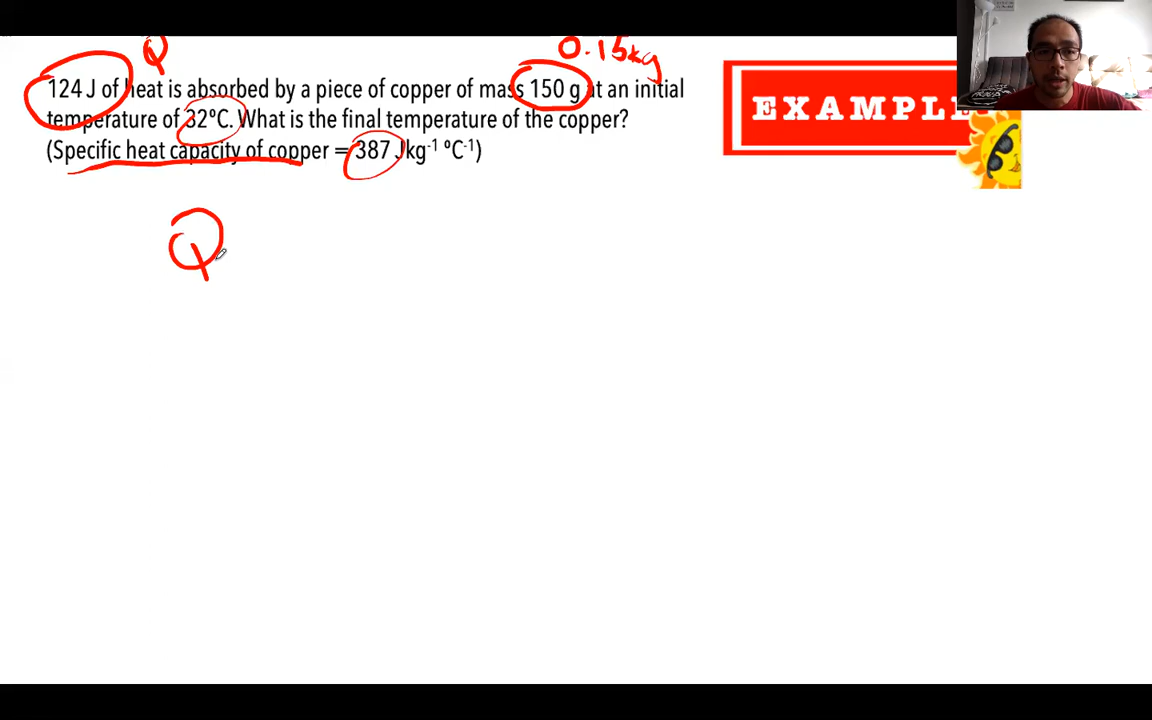 Q
0.15kg
124 J of heat is absorbed by a piece of copper of mass 150 g at an initial
temperature of 32°C. What is the final temperature of the copper?
(Specific heat capacity of copper = 387 Jkg-1 ºC-1)
EXAMPLE
Q